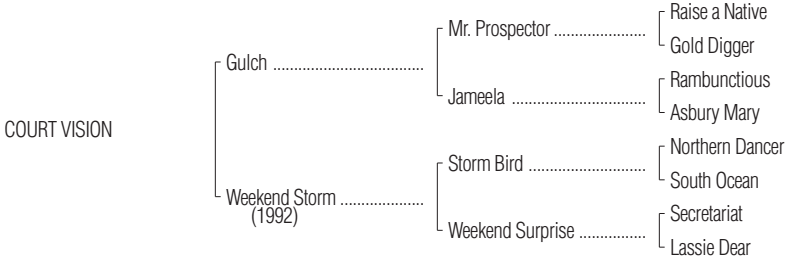 Raise a Native
Mr. Prospector ......................
Gold Digger
Gulch ....................................
Rambunctious
Jameela ................................
Asbury Mary
COURT VISION
Northern Dancer
Storm Bird ............................
South Ocean
Weekend Storm ....................
(1992)
Secretariat
Weekend Surprise ................
Lassie Dear